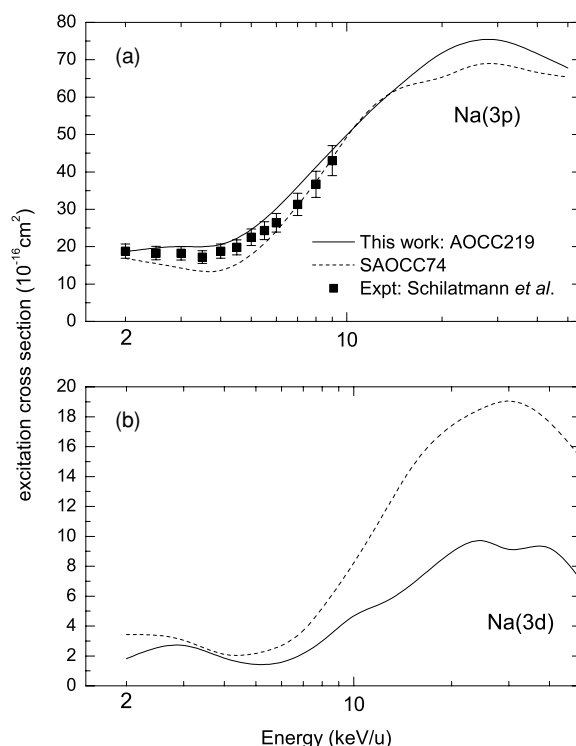 80
70
60
50
40
30
20
10
0
(a)
Na(3p)
This work: AOCC219
SAOCC74
Expt: Schilatmann et al.
2
10
excitation cross section (10⁻¹⁶cm²)
20
18
16
14
12
10
8
6
4
2
0
(b)
Na(3d)
2
10
Energy (keV/u)